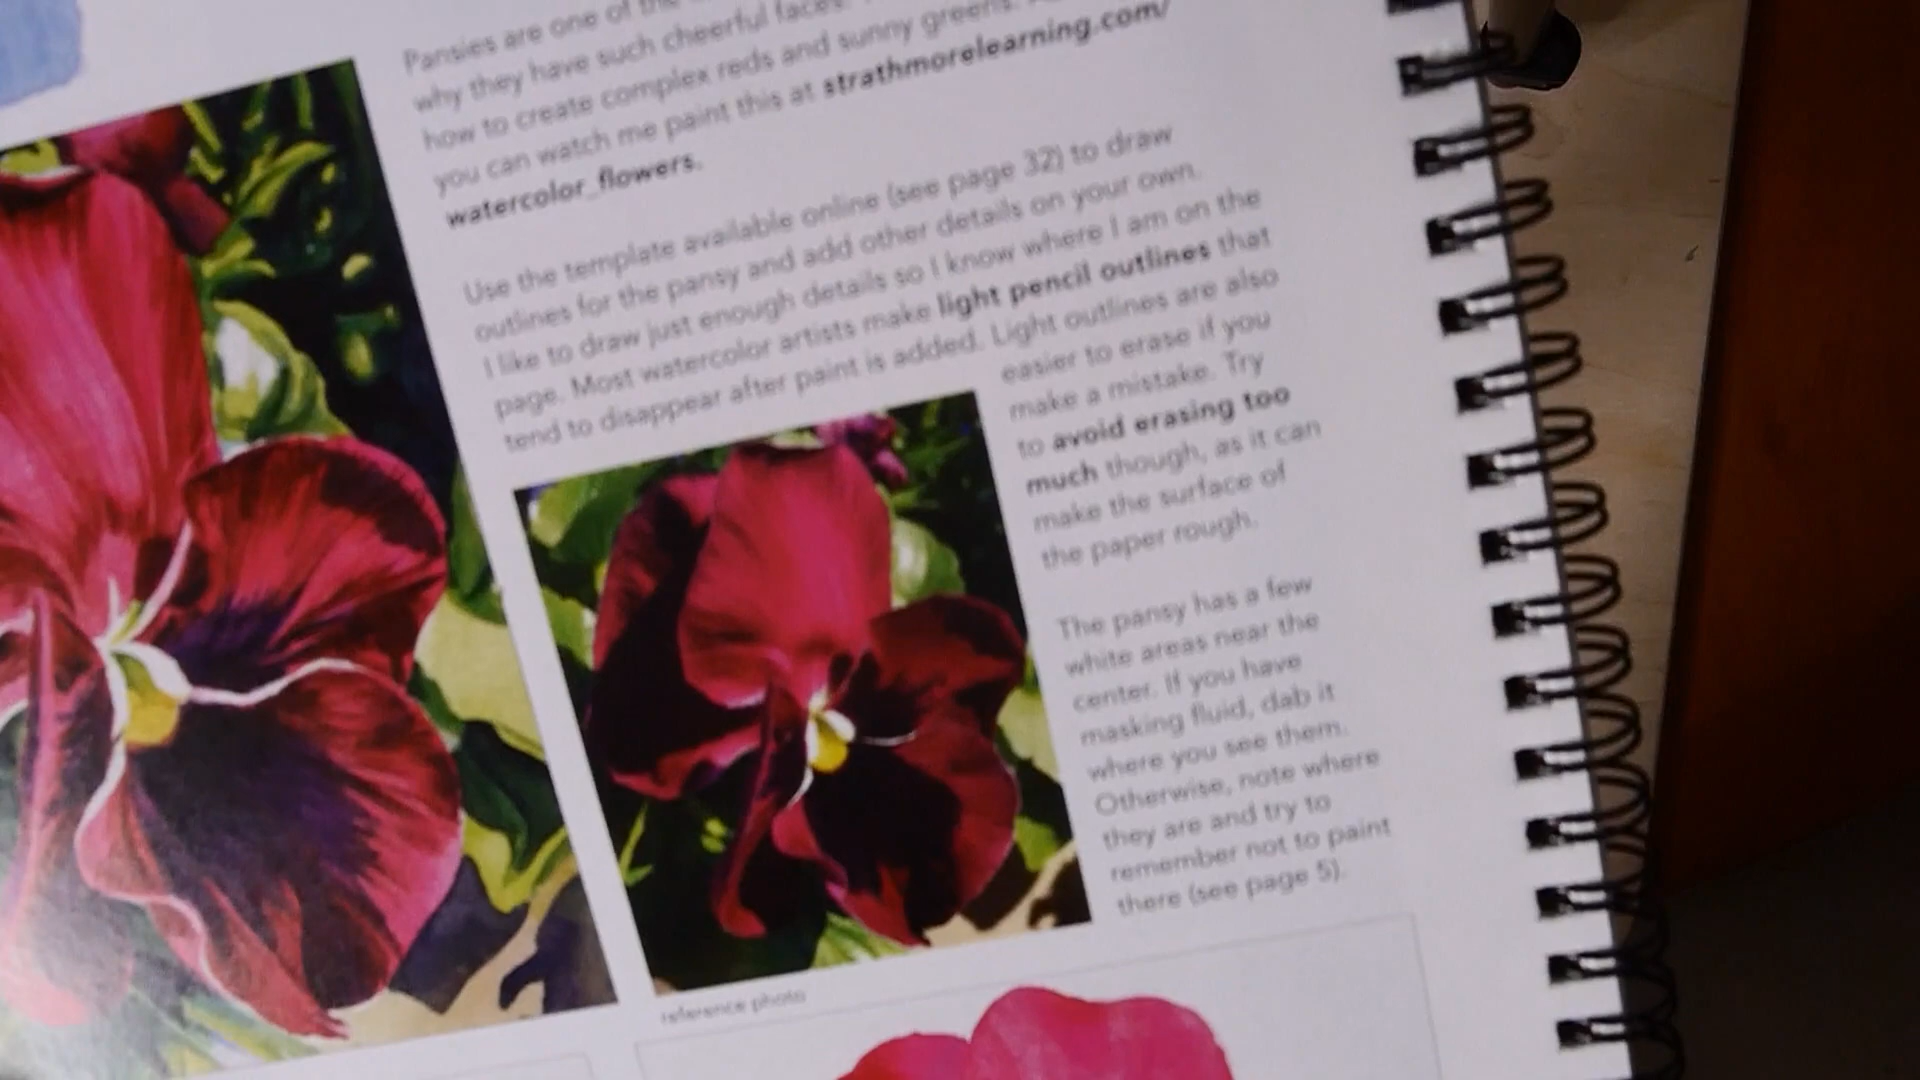 Pansies are one of the
why they have such cheerful faces.
how to create complex reds and sunny greens.
you can watch me paint this at strathmorelearning.com/
watercolor_flowers.
Use the template available online (see page 32) to draw
outlines for the pansy and add other details on your own.
I like to draw just enough details so I know where I am on the
page. Most watercolor artists make light pencil outlines that
tend to disappear after paint is added. Light outlines are also
easier to erase if you
make a mistake. Try
to avoid erasing too
much though, as it can
make the surface of
the paper rough.
The pansy has a few
white areas near the
center. If you have
masking fluid, dab it
where you see them.
Otherwise, note where
they are and try to
remember not to paint
there (see page 5).
reference photo